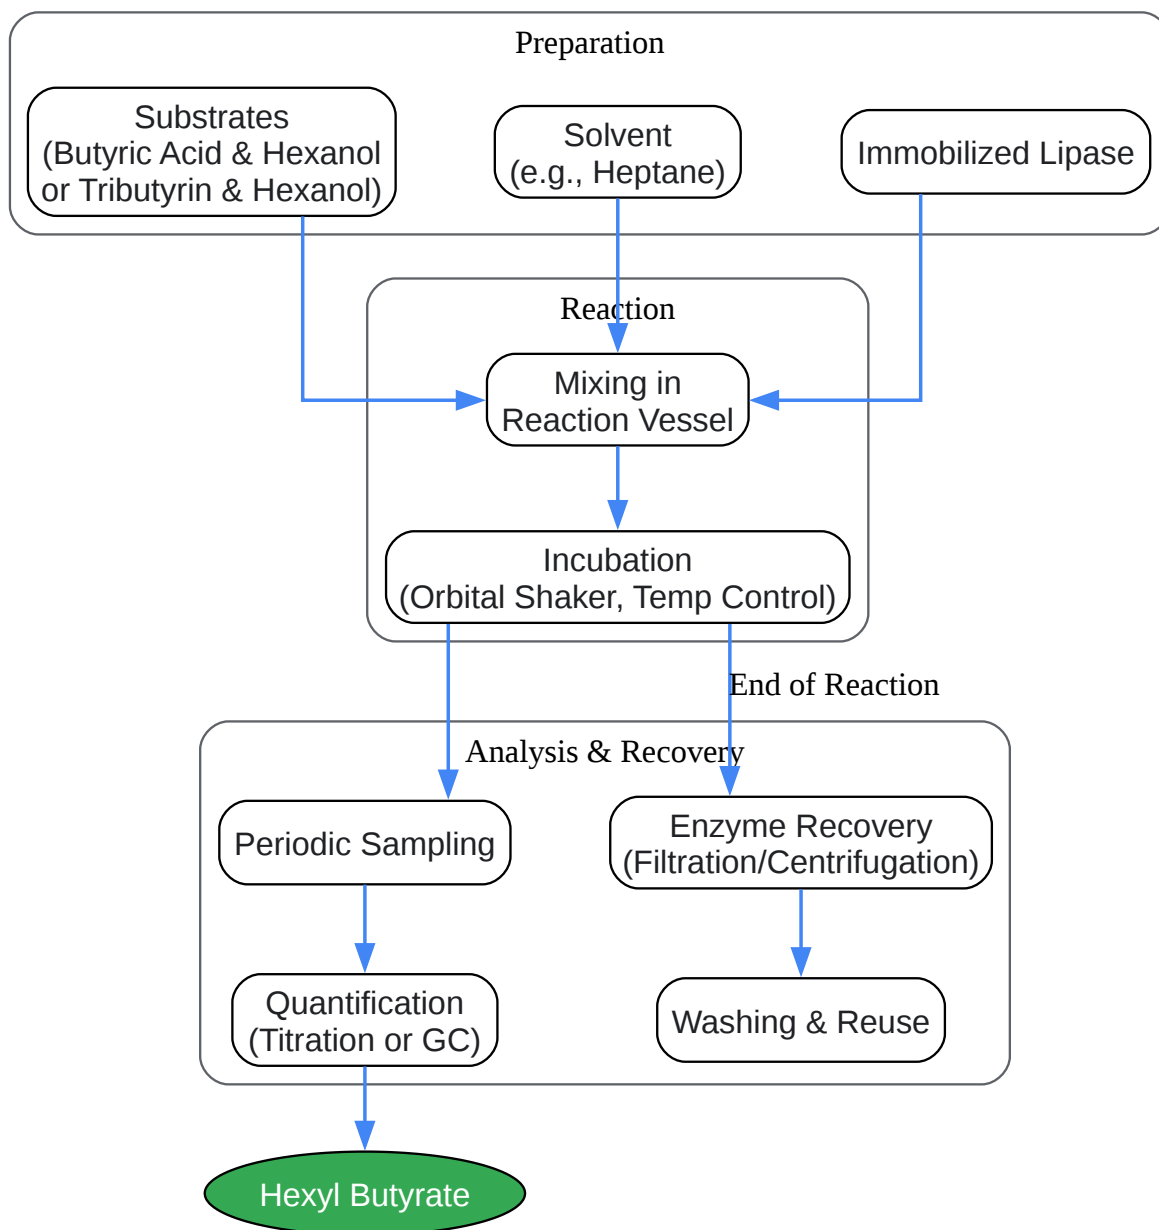 Preparation
Substrates
(Butyric Acid & Hexanol
or Tributyrin & Hexanol)
Solvent
(e.g., Heptane)
Immobilized Lipase
Reaction
Mixing in
Reaction Vessel
Incubation
(Orbital Shaker, Temp Control)
End of Reaction
Analysis & Recovery
Periodic Sampling
Enzyme Recovery
(Filtration/Centrifugation)
Quantification
(Titration or GC)
Washing & Reuse
Hexyl Butyrate